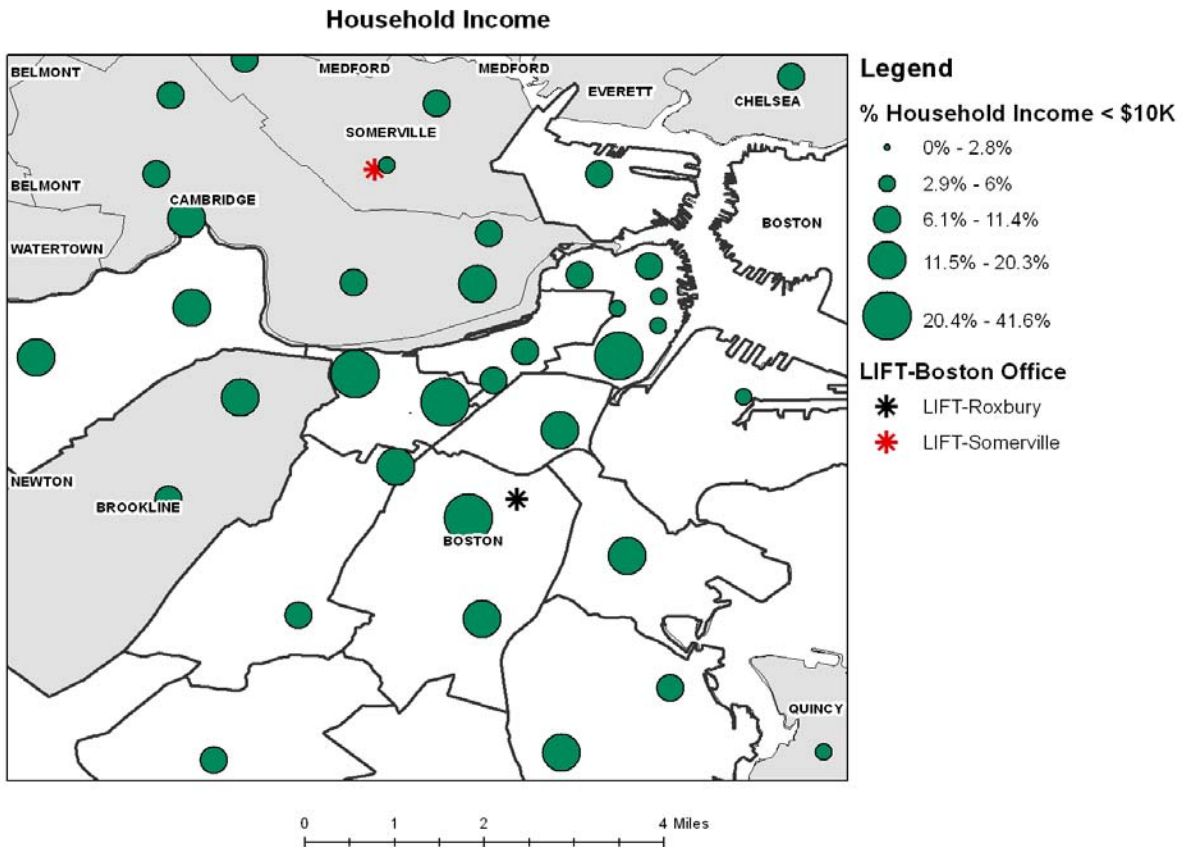 Household Income
BELMONT
MEDFORD
MEDFORD
EVERETT
CHELSEA
SOMERVILLE
BELMONT
CAMBRIDGE
WATERTOWN
BOSTON
NEWTON
BROOKLINE
BOSTON
QUINCY
Legend
% Household Income < $10K
0% - 2.8%
2.9% - 6%
6.1% - 11.4%
11.5% - 20.3%
20.4% - 41.6%
LIFT-Boston Office
LIFT-Roxbury
LIFT-Somerville
0 1 2 4 Miles